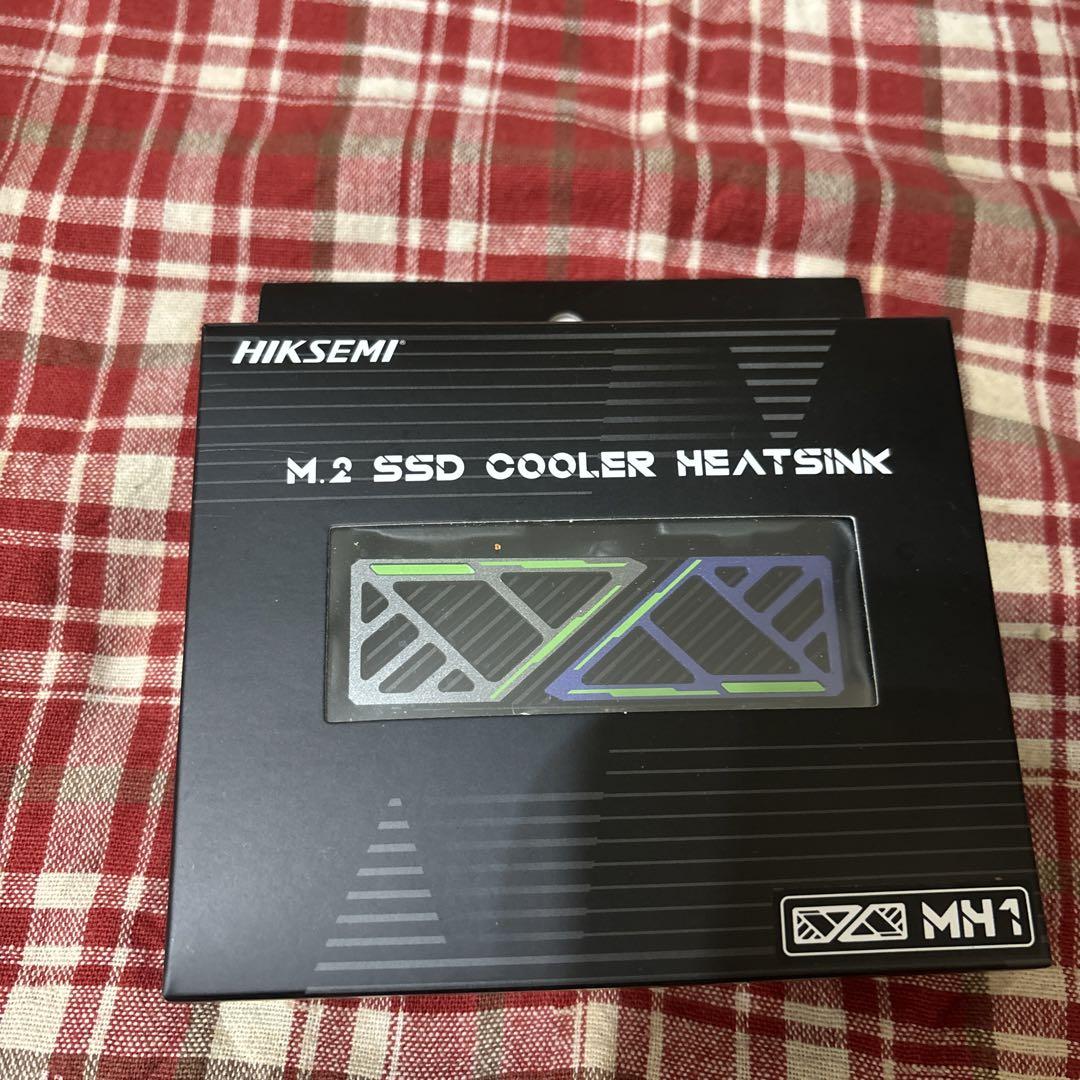 HIKSEMI®
M.2 SSD COOLER HEATSINK
MH1